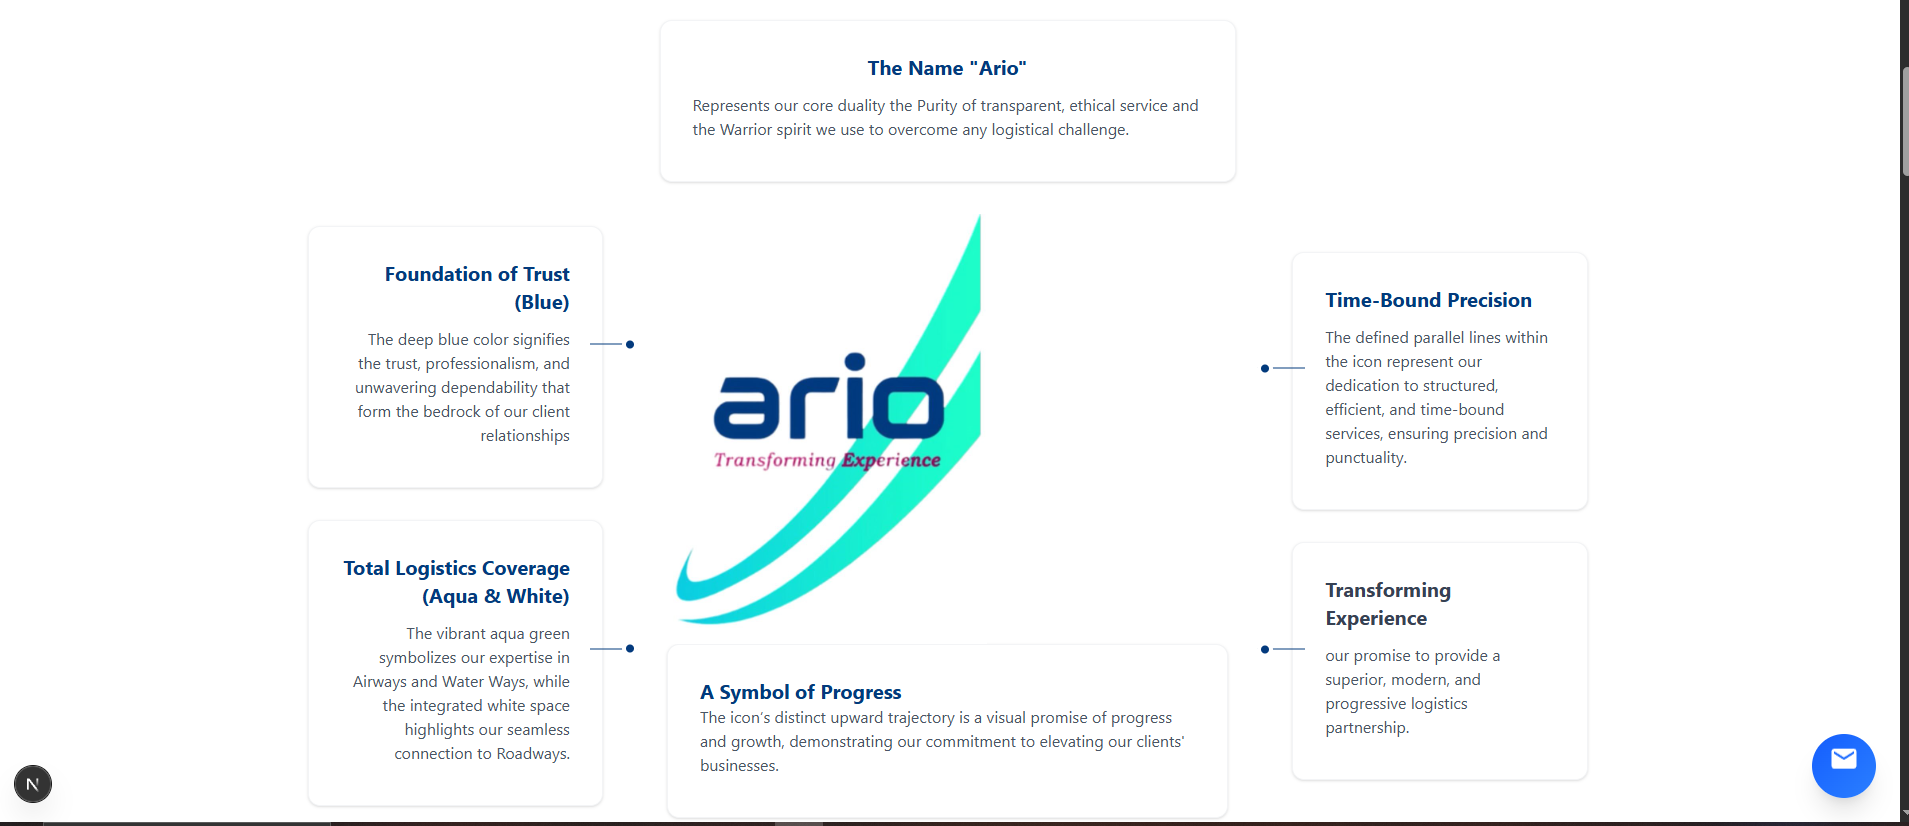 The Name "Ario"
Represents our core duality the Purity of transparent, ethical service and
the Warrior spirit we use to overcome any logistical challenge.
Foundation of Trust
(Blue)
The deep blue color signifies
the trust, professionalism, and
unwavering dependability that
form the bedrock of our client
relationships
Total Logistics Coverage
(Aqua & White)
The vibrant aqua green
symbolizes our expertise in
Airways and Water Ways, while
the integrated white space
highlights our seamless
connection to Roadways.
ario
Transforming Experience
A Symbol of Progress
The icon’s distinct upward trajectory is a visual promise of progress
and growth, demonstrating our commitment to elevating our clients'
businesses.
Time-Bound Precision
The defined parallel lines within
the icon represent our
dedication to structured,
efficient, and time-bound
services, ensuring precision and
punctuality.
Transforming
Experience
our promise to provide a
superior, modern, and
progressive logistics
partnership.
N